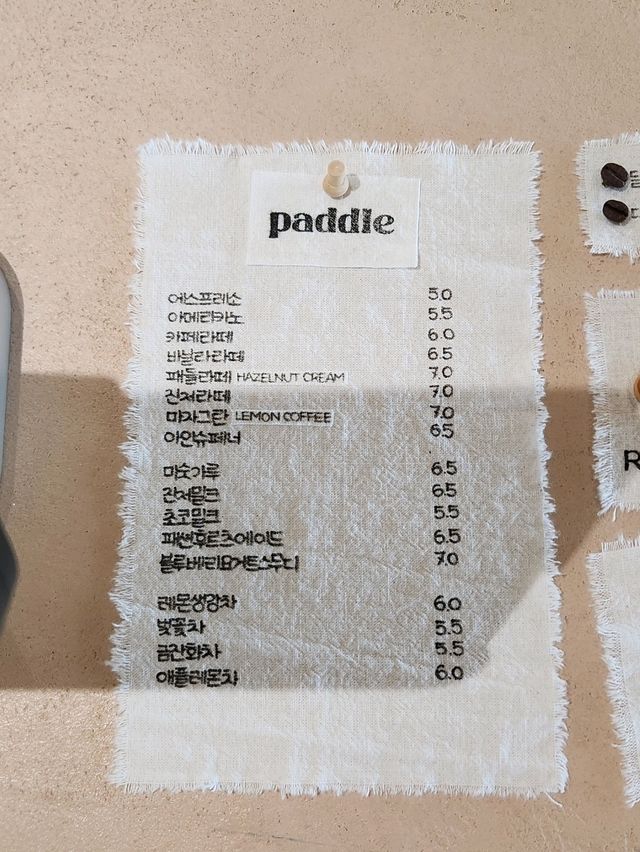 paddle
에스프레소 5.0
아메리카노 5.5
카페라떼 6.0
바닐라라떼 6.5
패들라떼 HAZELNUT CREAM 7.0
진저라떼 7.0
마자그란 LEMON COFFEE 7.0
아인슈페너 6.5
미숫가루 6.5
진저밀크 6.5
초코밀크 5.5
패션후르츠에이드 6.5
블루베리요거트스무디 7.0
레몬생강차 6.0
벚꽃차 5.5
금잔화차 5.5
애플레몬차 6.0
R